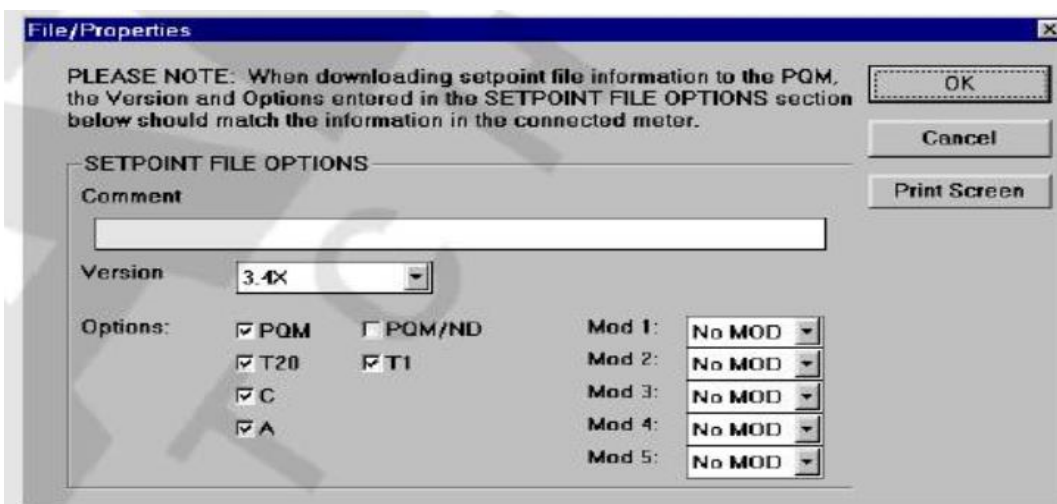 File/Properties
PLEASE NOTE: When downloading setpoint file information to the PQM,
the Version and Options entered in the SETPOINT FILE OPTIONS section
below should match the information in the connected meter.
OK
Cancel
Print Screen
SETPOINT FILE OPTIONS
Comment
Version 3.4X
Options: PQM PQM/ND Mod 1: No MOD
T20 T1 Mod 2: No MOD
C Mod 3: No MOD
A Mod 4: No MOD
Mod 5: No MOD